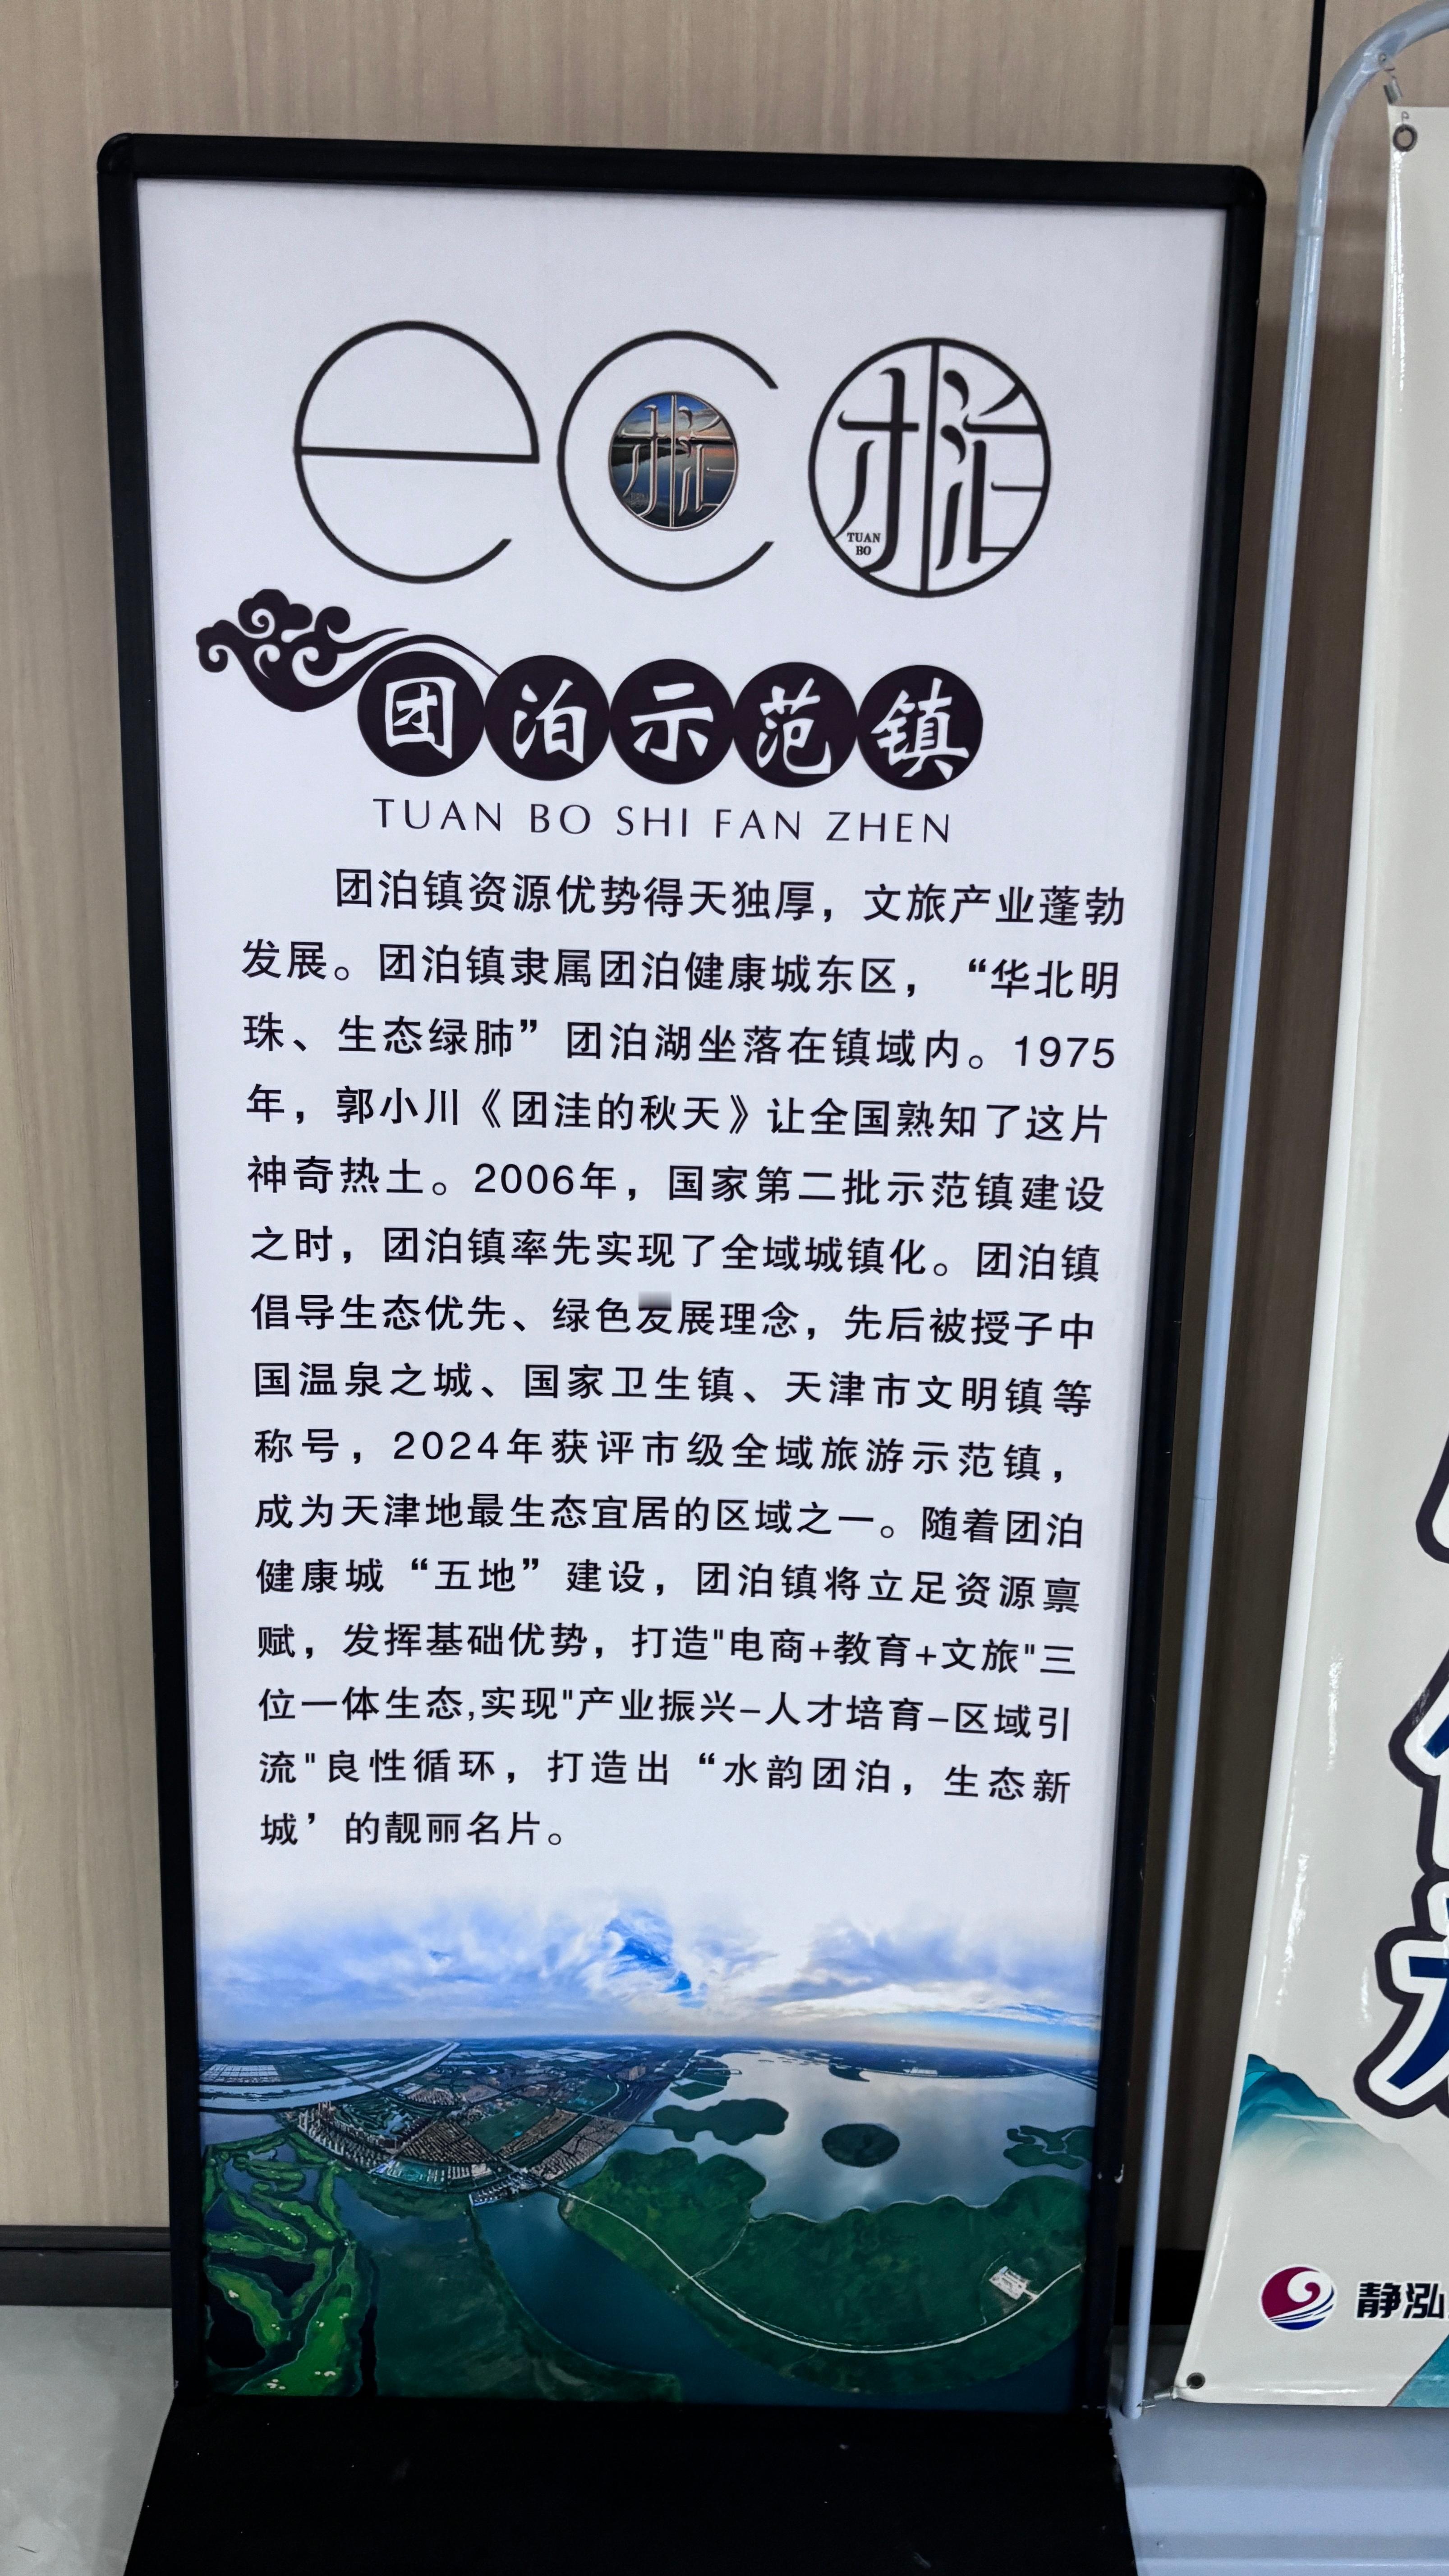 eco
TUAN
BO
团泊示范镇
TUAN BO SHI FAN ZHEN
团泊镇资源优势得天独厚，文旅产业蓬勃
发展。团泊镇隶属团泊健康城东区，“华北明
珠、生态绿肺”团泊湖坐落在镇域内。1975
年，郭小川《团洼的秋天》让全国熟知了这片
神奇热土。2006年，国家第二批示范镇建设
之时，团泊镇率先实现了全域城镇化。团泊镇
倡导生态优先、绿色发展理念，先后被授子中
国温泉之城、国家卫生镇、天津市文明镇等
称号，2024年获评市级全域旅游示范镇，
成为天津地最生态宜居的区域之一。随着团泊
健康城“五地”建设，团泊镇将立足资源禀
赋，发挥基础优势，打造"电商+教育+文旅"三
位一体生态,实现"产业振兴-人才培育-区域引
流"良性循环，打造出“水韵团泊，生态新
城’的靓丽名片。
静泓